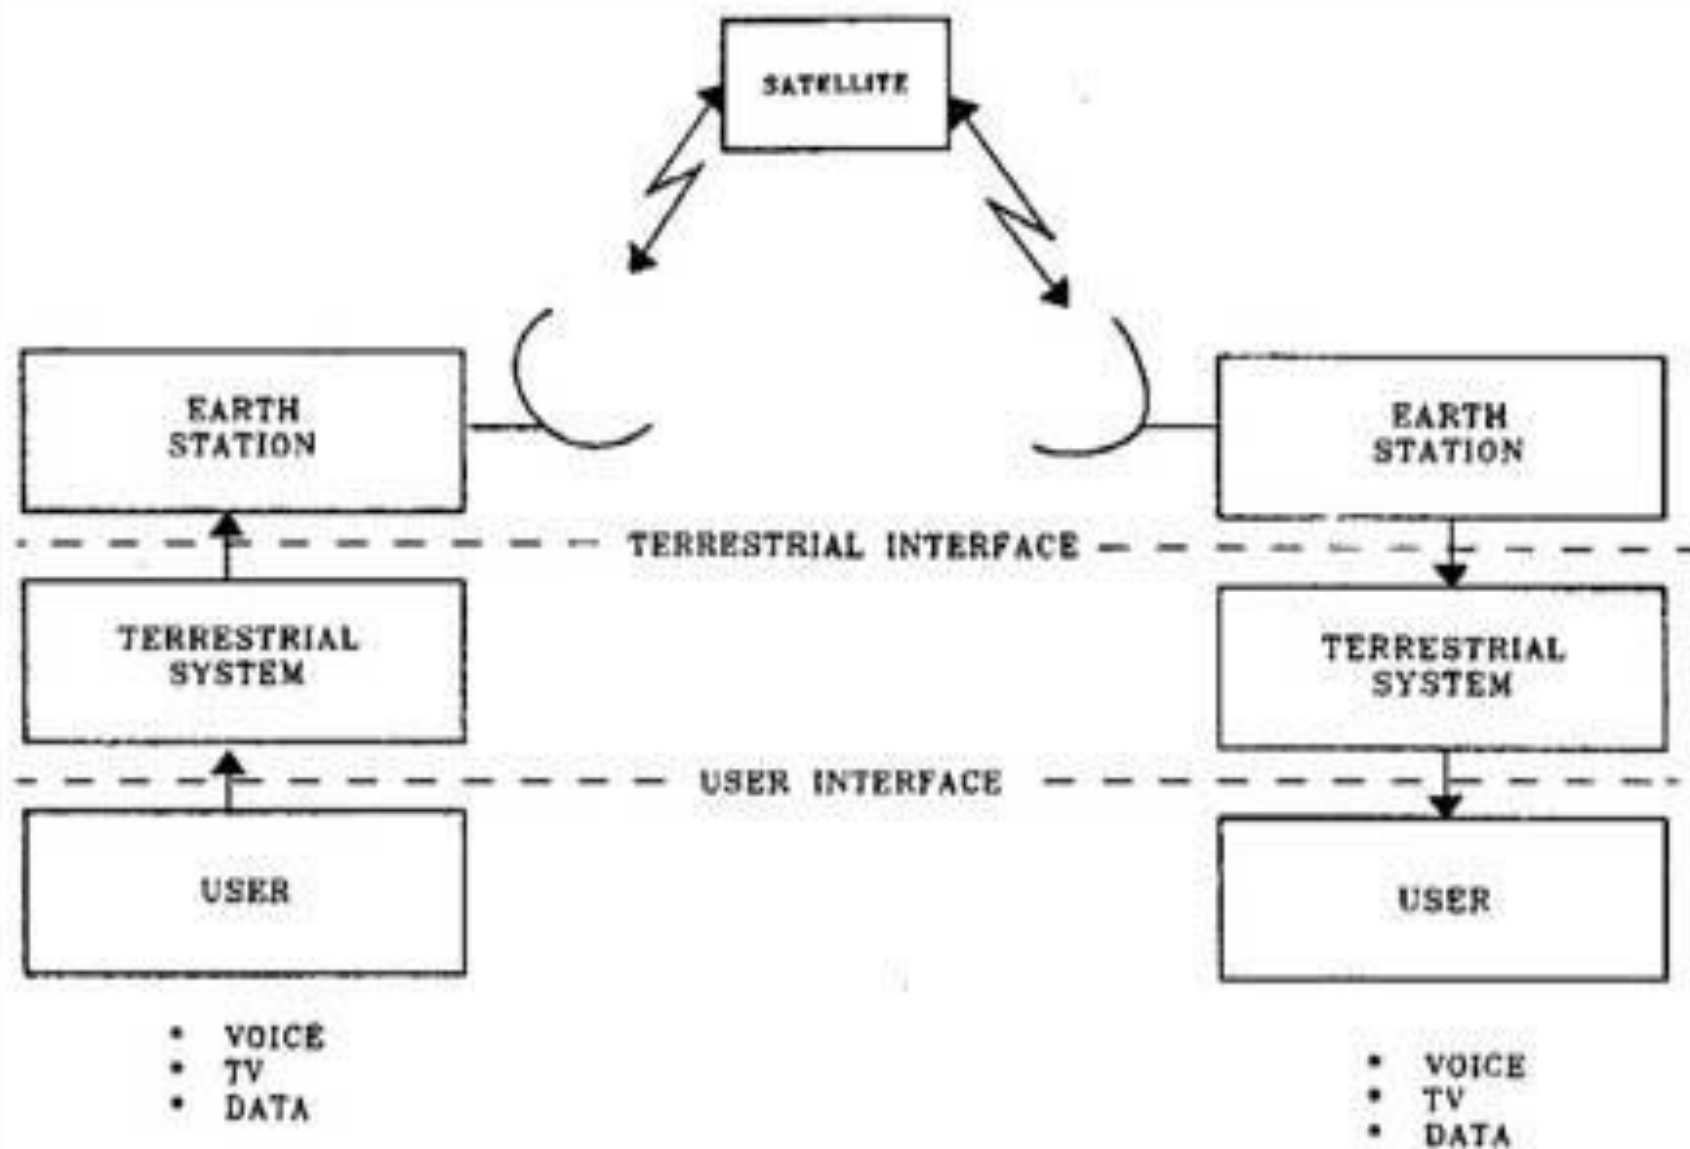 SATELLITE
EARTH
STATION
EARTH
STATION
TERRESTRIAL INTERFACE
TERRESTRIAL
SYSTEM
TERRESTRIAL
SYSTEM
USER INTERFACE
USER
USER
• VOICE
• TV
• DATA
• VOICE
• TV
• DATA